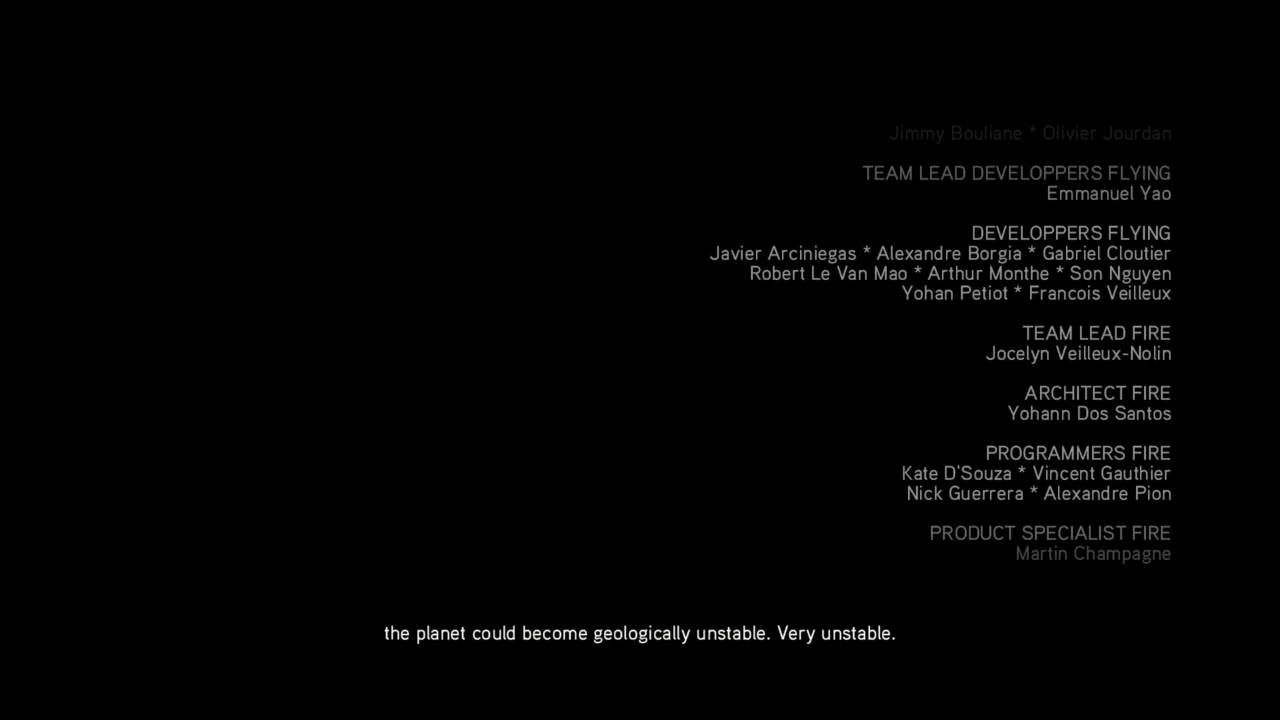 Jimmy Bouliane * Olivier Jourdan
TEAM LEAD DEVELOPPERS FLYING
Emmanuel Yao
DEVELOPPERS FLYING
Javier Arciniegas * Alexandre Borgia * Gabriel Cloutier
Robert Le Van Mao * Arthur Monthe * Son Nguyen
Yohan Petiot * Francois Veilleux
TEAM LEAD FIRE
Jocelyn Veilleux-Nolin
ARCHITECT FIRE
Yohann Dos Santos
PROGRAMMERS FIRE
Kate D'Souza * Vincent Gauthier
Nick Guerrera * Alexandre Pion
PRODUCT SPECIALIST FIRE
Martin Champagne
the planet could become geologically unstable. Very unstable.